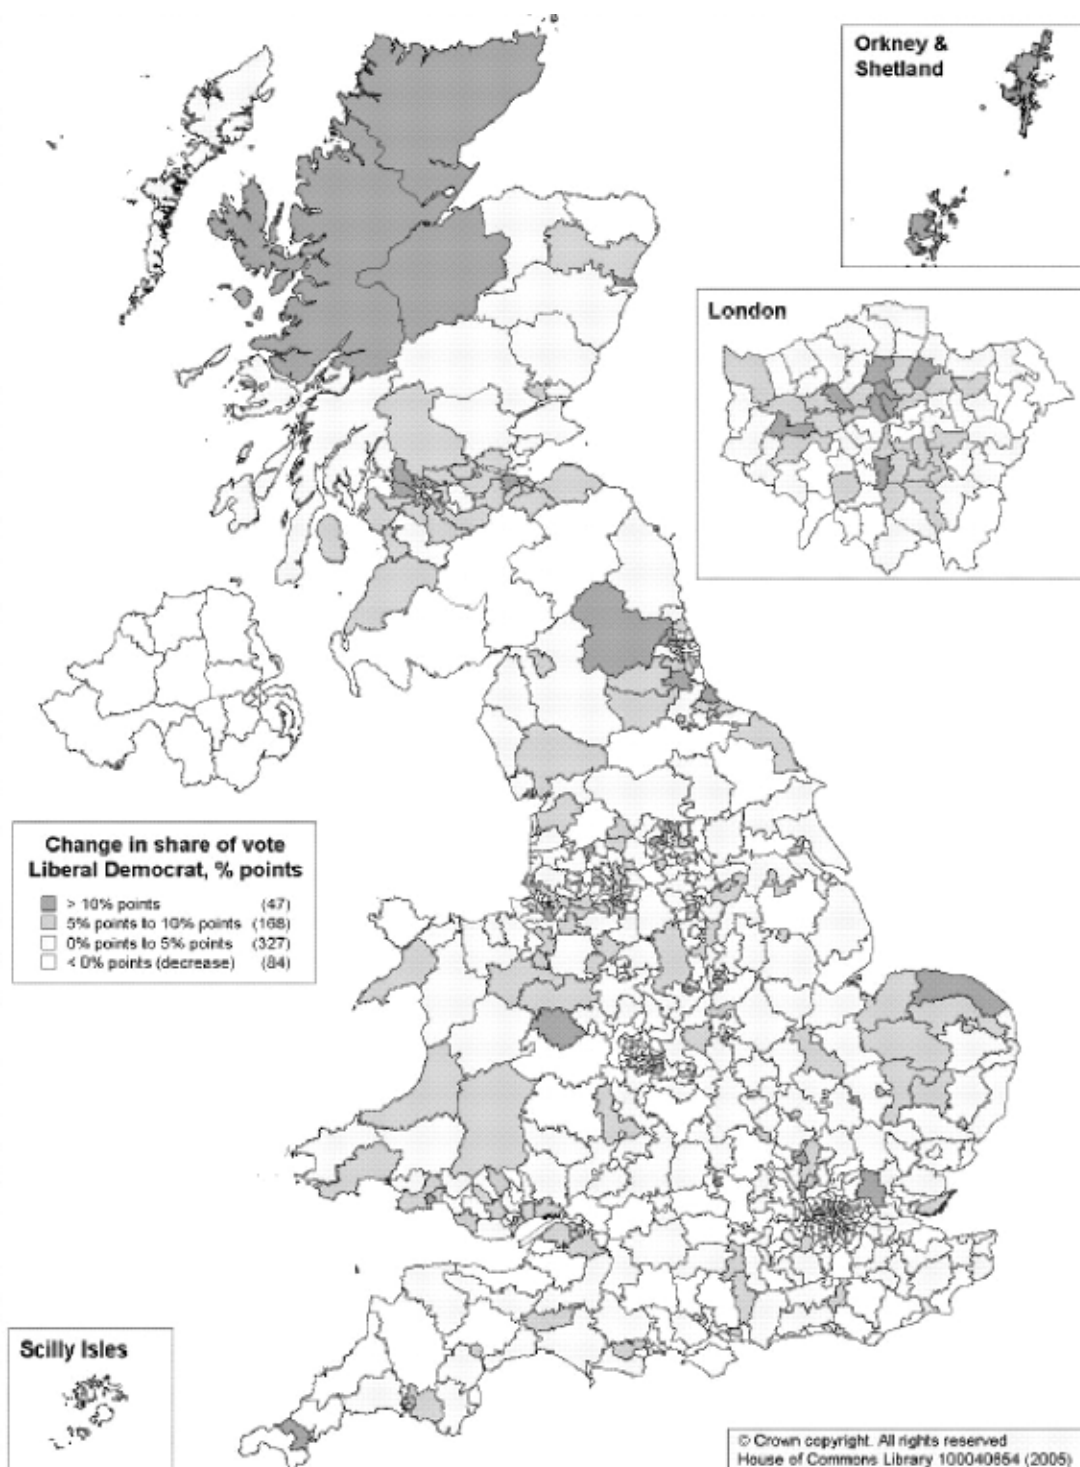 Orkney &
Shetland
London
Change in share of vote
Liberal Democrat, % points
> 10% points (47)
5% points to 10% points (168)
0% points to 5% points (327)
< 0% points (decrease) (84)
Scilly Isles
© Crown copyright. All rights reserved
House of Commons Library 100040654 (2005)